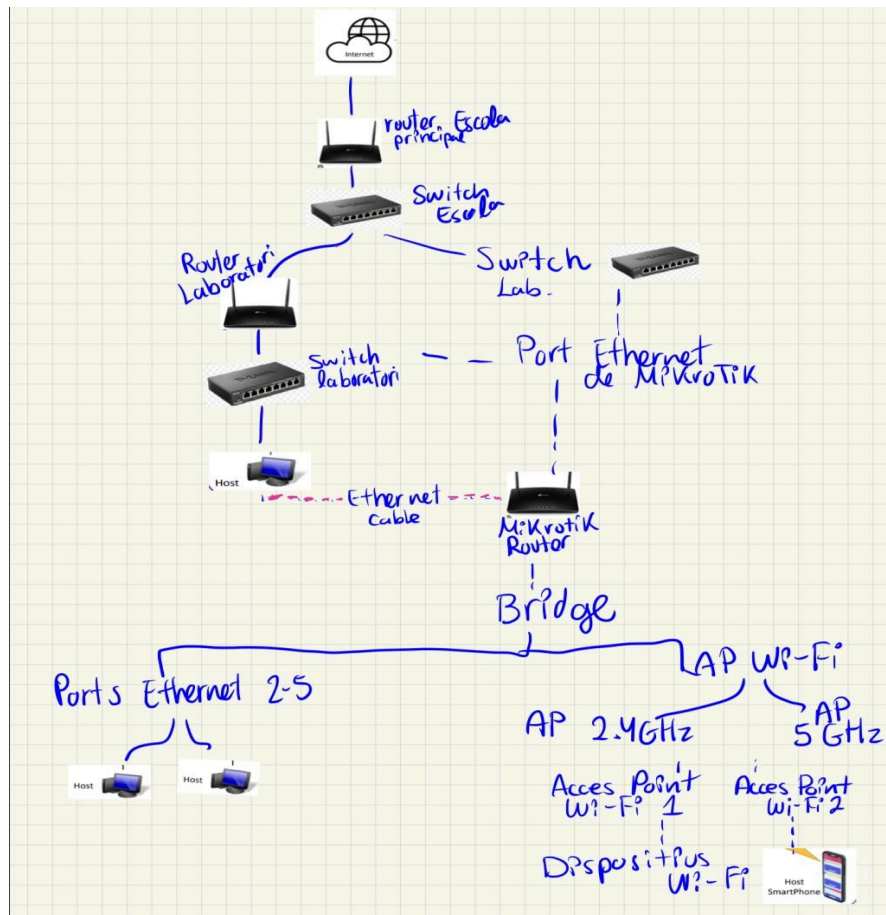 Internet
router Escola
principal
Switch
Escola
Router
Laboratori
Switch
Lab.
Switch
laboratori
Port Ethernet
de MikroTik
Host
Ethernet
cable
Mikrotik
Router
Bridge
Ports Ethernet 2-5
AP Wi-Fi
Host
Host
AP 2.4GHz
AP
5 GHz
Acces Point
Wi-Fi 1
Acces Point
Wi-Fi 2
Dispositius
Wi-Fi
Host
SmartPhone